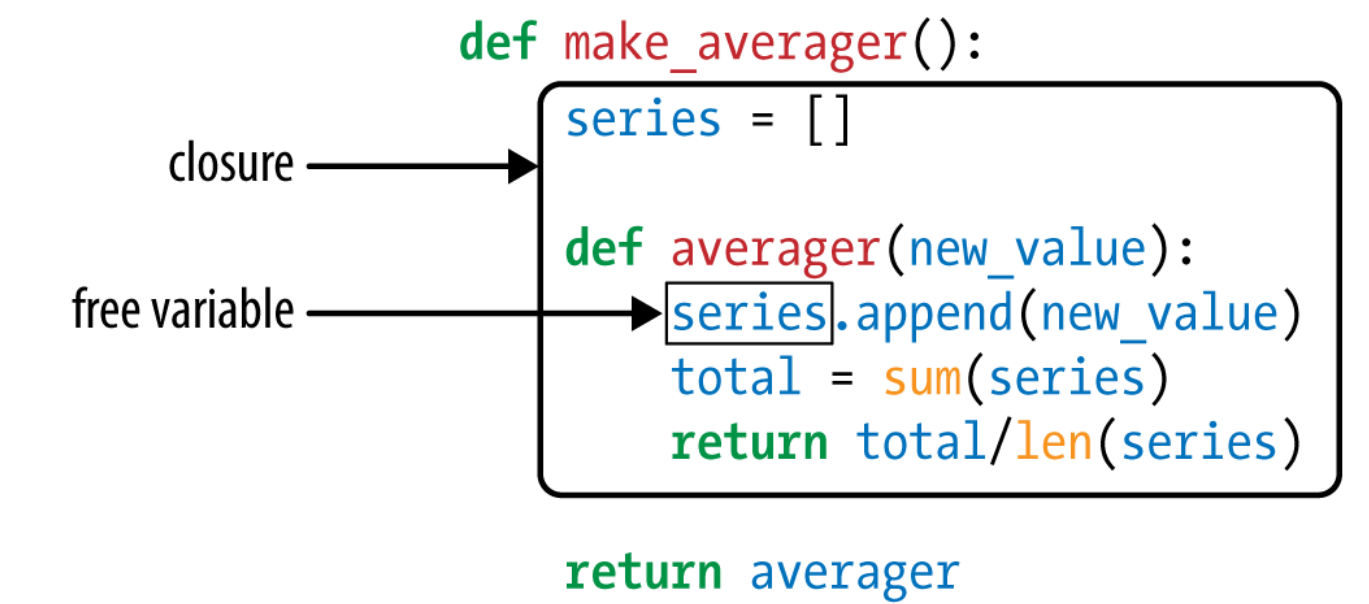 def make_averager():
series = []
closure
def averager(new_value):
free variable
series.append(new_value)
total = sum(series)
return total/len(series)
return averager